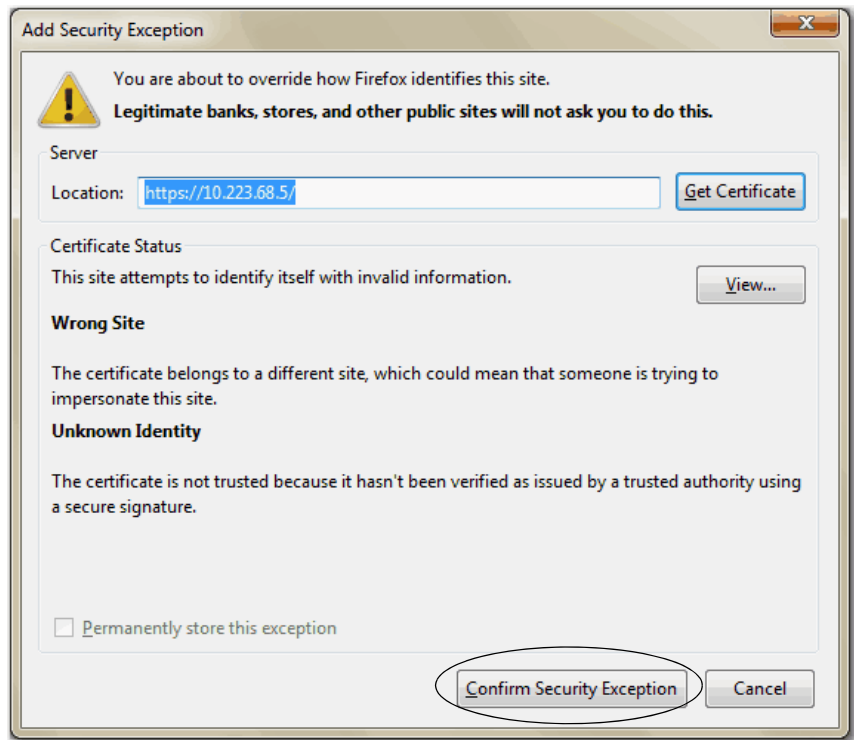 Add Security Exception
You are about to override how Firefox identifies this site.
Legitimate banks, stores, and other public sites will not ask you to do this.
Server
Location: https://10.223.68.5/ Get Certificate
Certificate Status
This site attempts to identify itself with invalid information. View...
Wrong Site
The certificate belongs to a different site, which could mean that someone is trying to
impersonate this site.
Unknown Identity
The certificate is not trusted because it hasn't been verified as issued by a trusted authority using
a secure signature.
Permanently store this exception
Confirm Security Exception Cancel